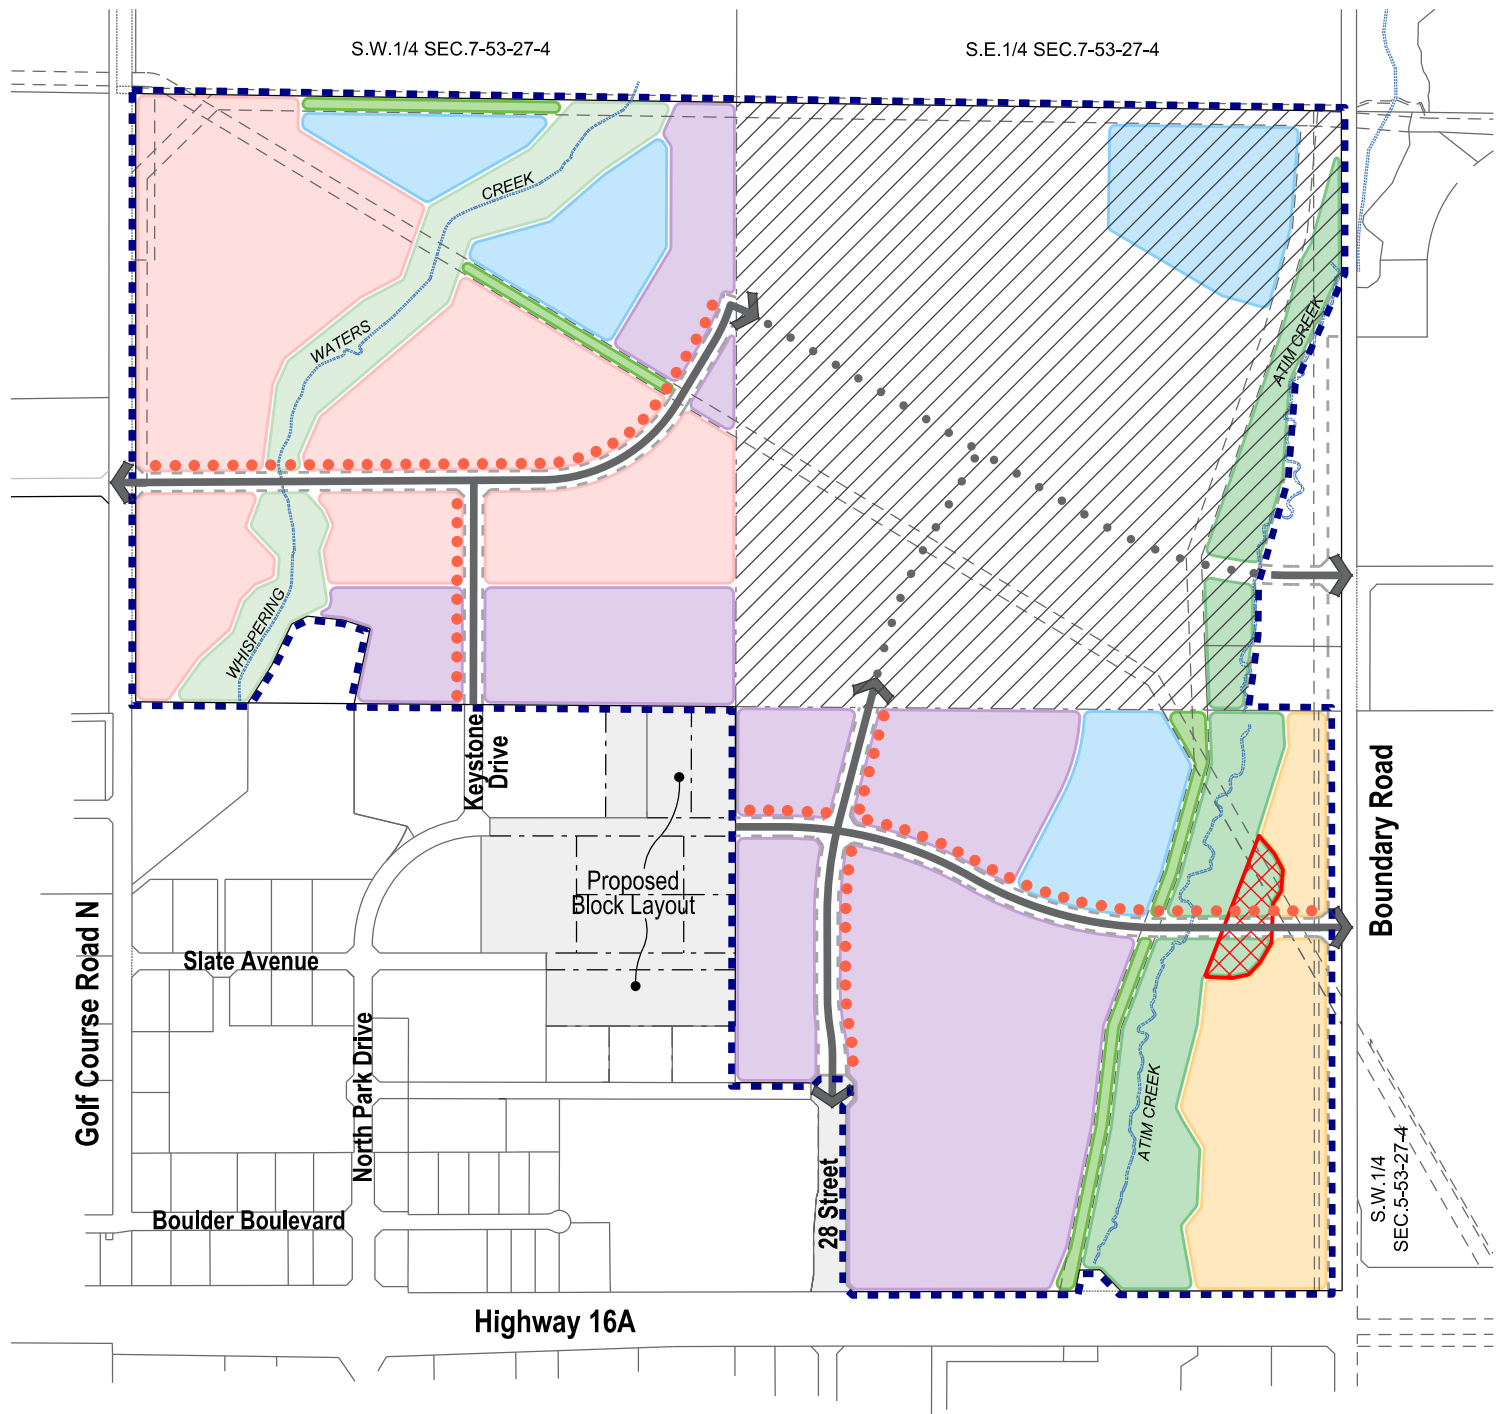 S.W.1/4 SEC.7-53-27-4
S.E.1/4 SEC.7-53-27-4
CREEK
WATERS
WHISPERING
ATIM CREEK
Keystone
Drive
Boundary Road
Proposed
Block Layout
Golf Course Road N
Slate Avenue
North Park Drive
ATIM CREEK
28 Street
S.W.1/4
SEC.5-53-27-4
Boulder Boulevard
Highway 16A